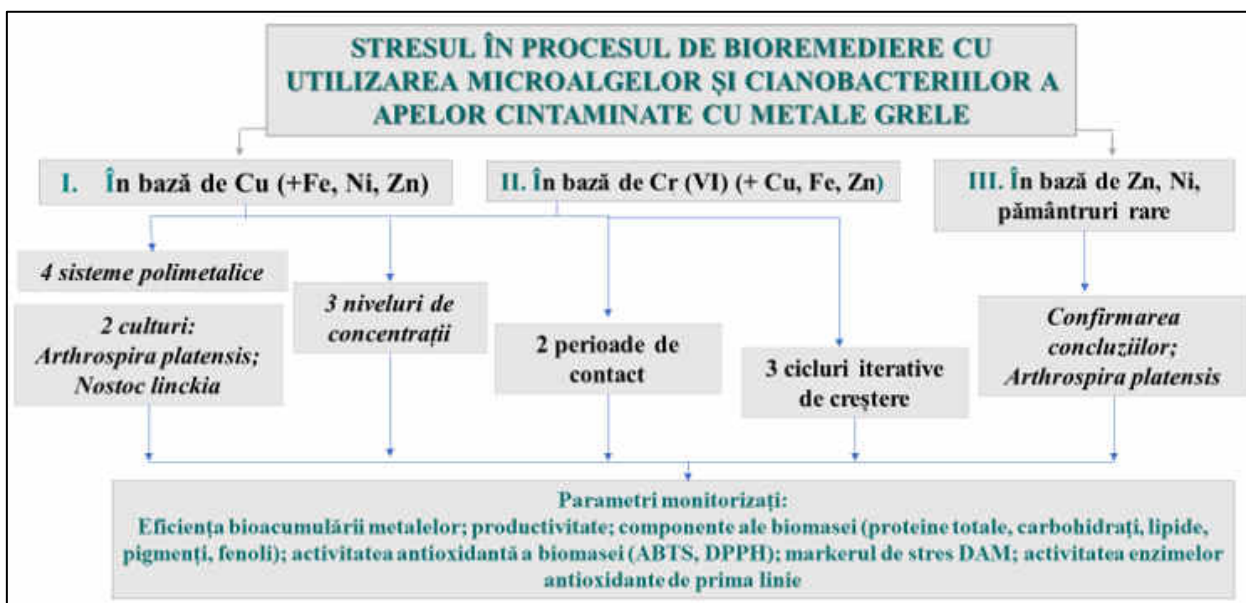 STRESUL ÎN PROCESUL DE BIOREMEDIERE CU
UTILIZAREA MICROALGELOR ȘI CIANOBACTERIILOR A
APELOR CINTAMINATE CU METALE GRELE
I. În bază de Cu (+Fe, Ni, Zn)
II. În bază de Cr (VI) (+ Cu, Fe, Zn)
III. În bază de Zn, Ni,
pământruri rare
4 sisteme polimetalice
2 culturi:
Arthrospira platensis;
Nostoc linckia
3 niveluri de
concentrații
2 perioade de
contact
3 cicluri iterative
de creștere
Confirmarea
concluziilor;
Arthrospira platensis
Parametri monitorizați:
Eficiența bioacumulării metalelor; productivitate; componente ale biomasei (proteine totale, carbohidrați, lipide,
pigmenți, fenoli); activitatea antioxidantă a biomasei (ABTS, DPPH); markerul de stres DAM; activitatea enzimelor
antioxidante de prima linie